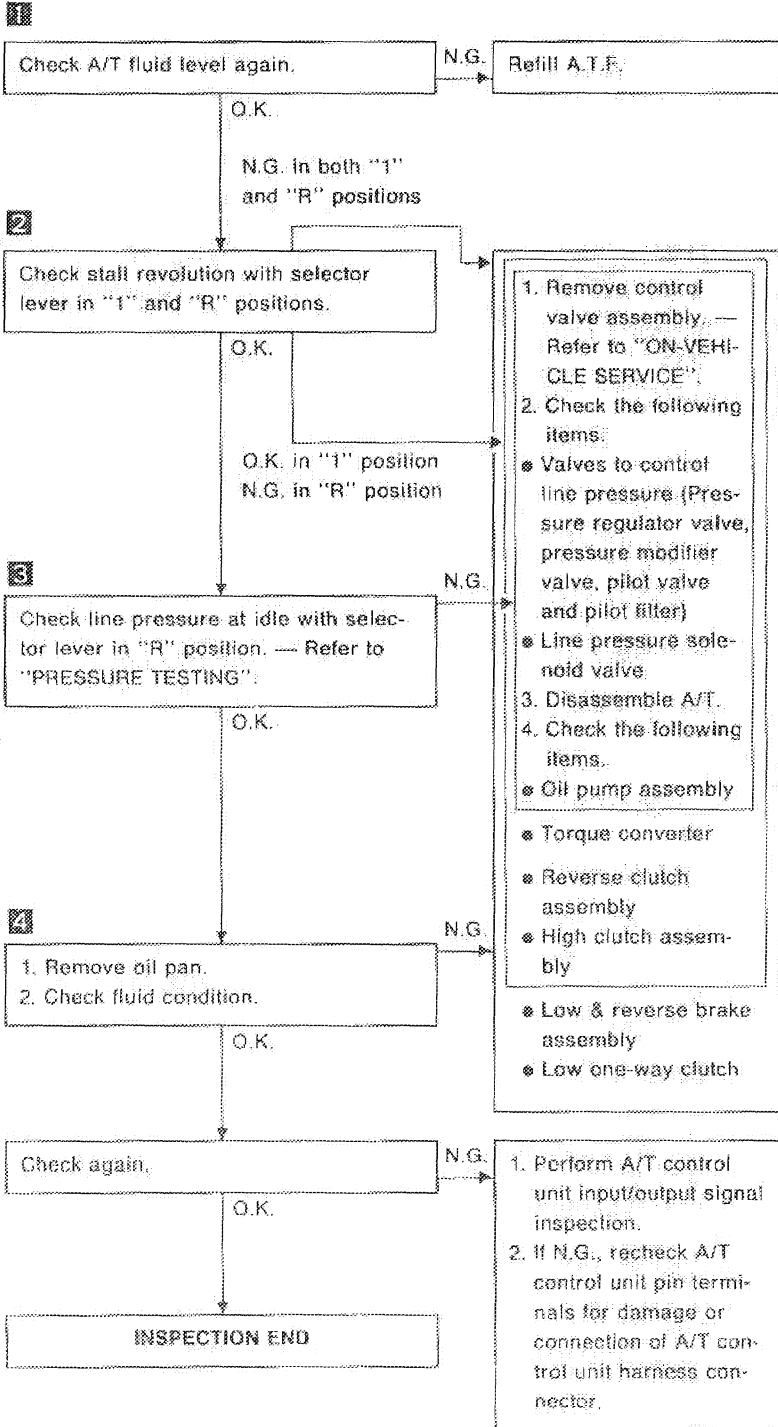 1
Check A/T fluid level again.
N.G.
Refill A.T.F.
O.K.
N.G. in both "1"
and "R" positions
2
Check stall revolution with selector
lever in "1" and "R" positions.
O.K.
O.K. in "1" position
N.G. in "R" position
3
Check line pressure at idle with selec-
tor lever in "R" position. — Refer to
"PRESSURE TESTING".
N.G.
O.K.
4
1. Remove oil pan.
2. Check fluid condition.
N.G.
O.K.
1. Remove control
valve assembly. —
Refer to "ON-VEHI-
CLE SERVICE".
2. Check the following
items.
● Valves to control
line pressure (Pres-
sure regulator valve,
pressure modifier
valve, pilot valve
and pilot filter)
● Line pressure sole-
noid valve
3. Disassemble A/T.
4. Check the following
items.
● Oil pump assembly
● Torque converter
● Reverse clutch
assembly
● High clutch assem-
bly
● Low & reverse brake
assembly
● Low one-way clutch
Check again.
N.G.
O.K.
1. Perform A/T control
unit input/output signal
inspection.
2. If N.G., recheck A/T
control unit pin termi-
nals for damage or
connection of A/T con-
trol unit harness con-
nector.
INSPECTION END